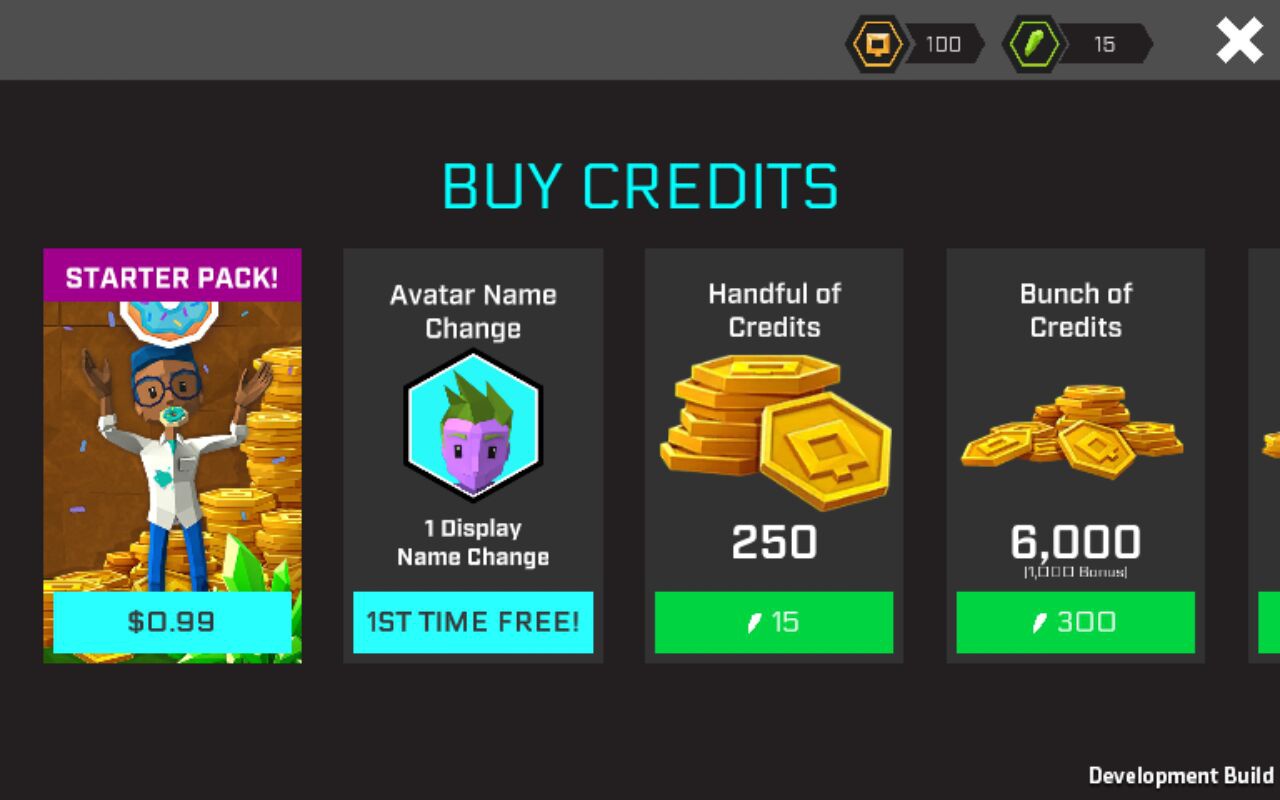 100
15
BUY CREDITS
STARTER PACK!
$0.99
Avatar Name
Change
1 Display
Name Change
1ST TIME FREE!
Handful of
Credits
250
15
Bunch of
Credits
6,000
(1,000 Bonus)
300
Development Build